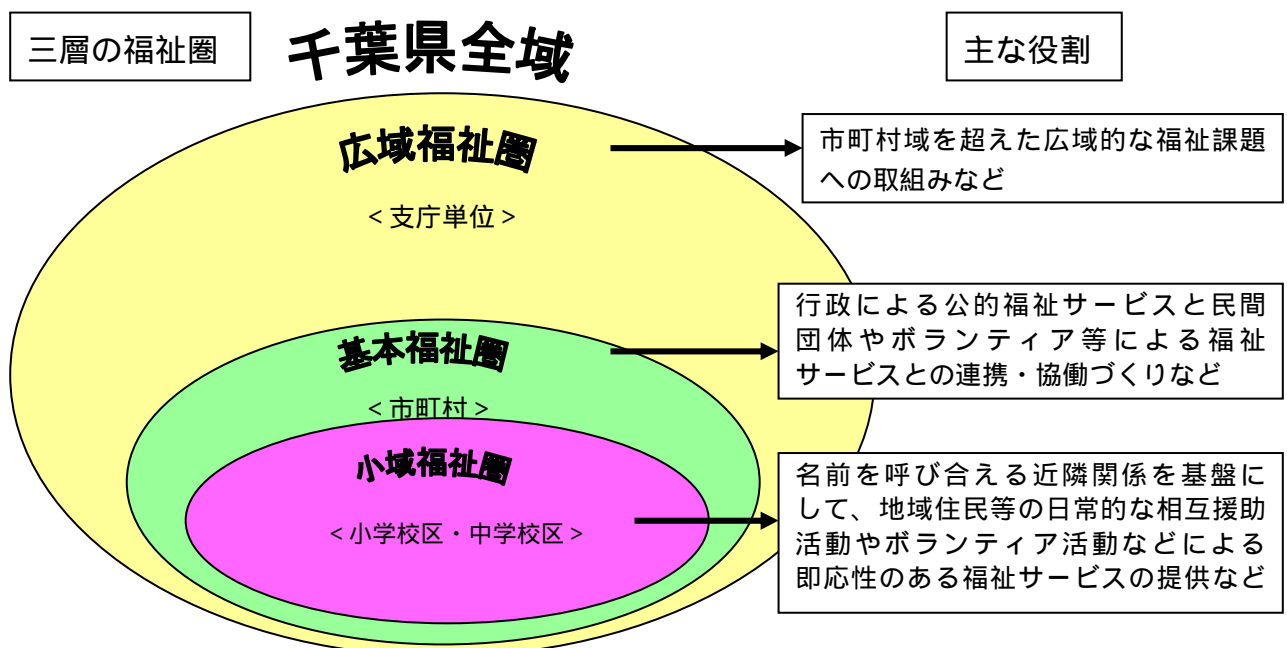 三層の福祉圏
千葉県全域
主な役割
広域福祉圏
＜支庁単位＞
市町村域を超えた広域的な福祉課題
への取組みなど
基本福祉圏
＜市町村＞
行政による公的福祉サービスと民間
団体やボランティア等による福祉
サービスとの連携・協働づくりなど
小域福祉圏
＜小学校区・中学校区＞
名前を呼び合える近隣関係を基盤に
して、地域住民等の日常的な相互援助
活動やボランティア活動などによる
即応性のある福祉サービスの提供など